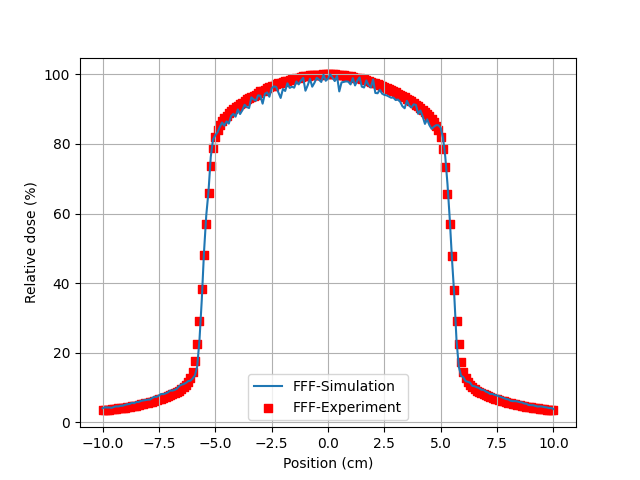 100
80
60
40
20
0
Relative dose (%)
FFF-Simulation
FFF-Experiment
−10.0 −7.5 −5.0 −2.5 0.0 2.5 5.0 7.5 10.0
Position (cm)